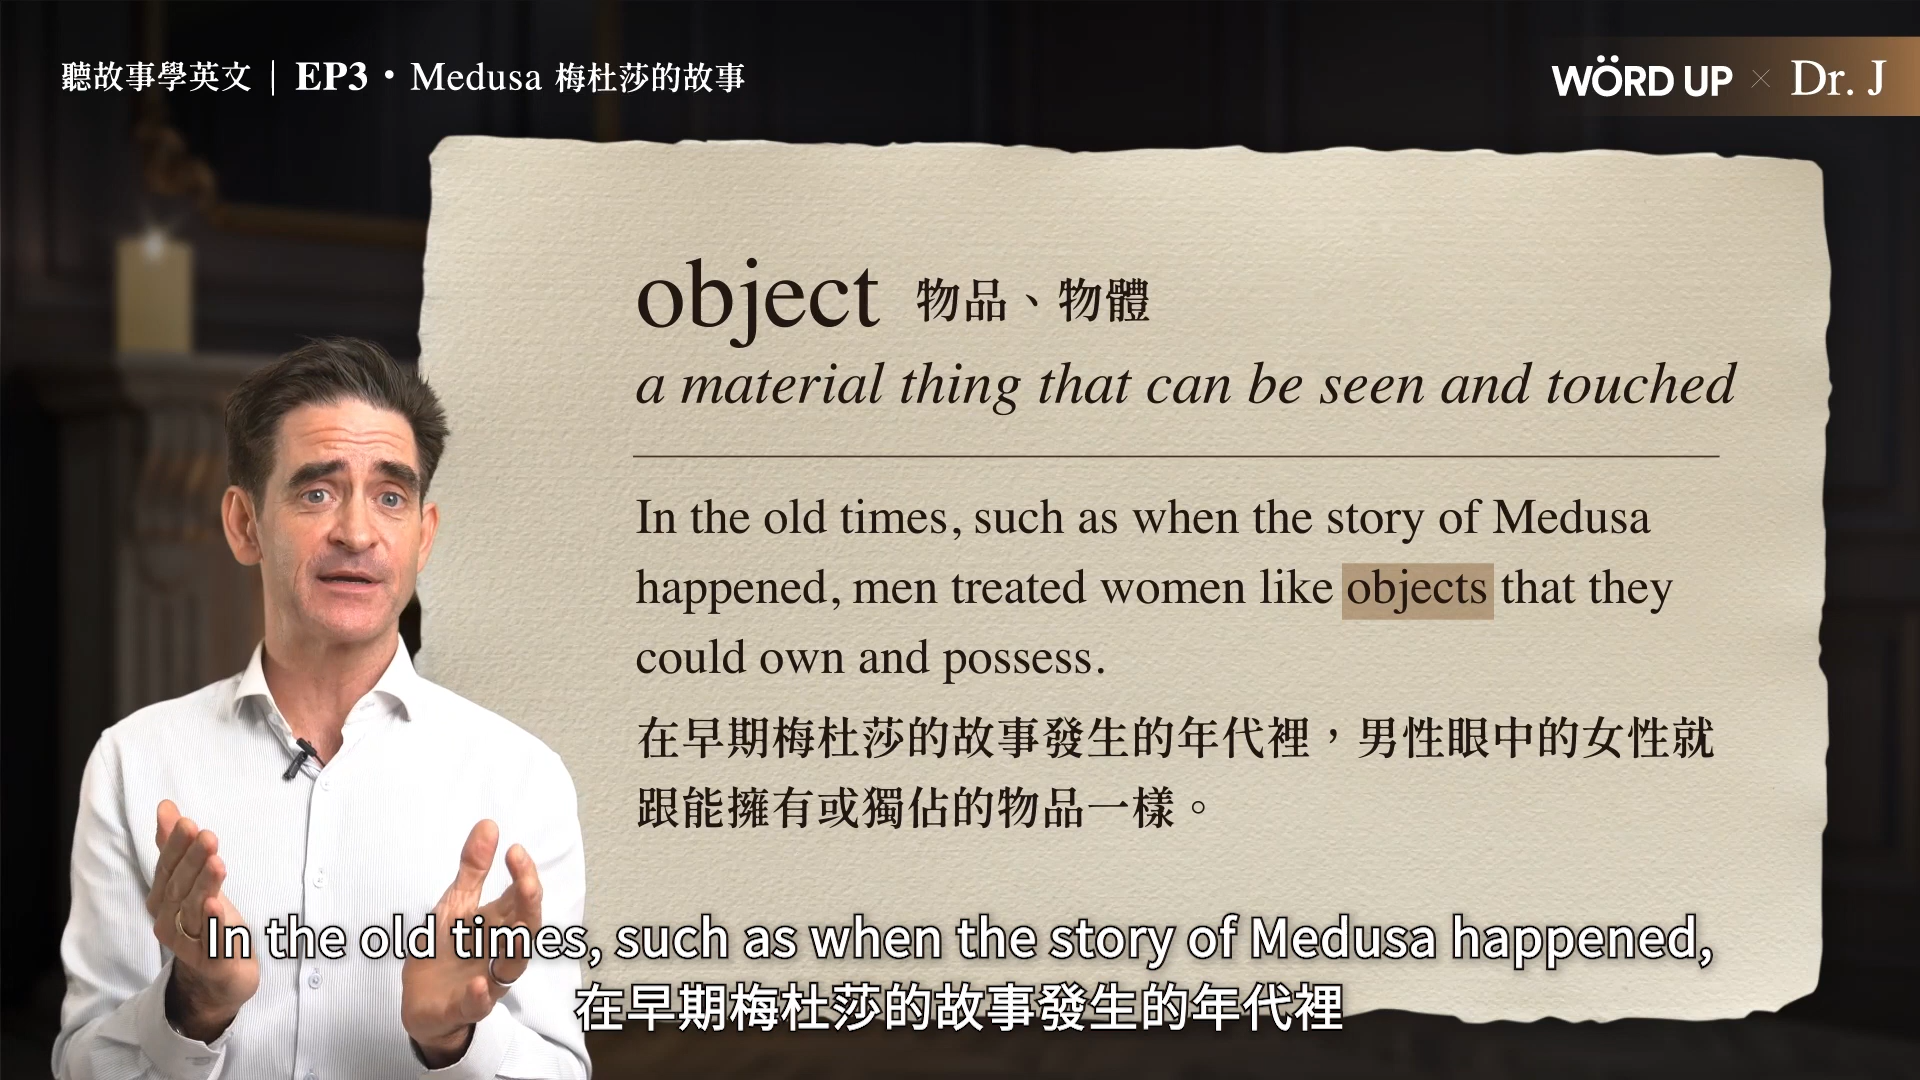 聽故事學英文｜EP3・Medusa 梅杜莎的故事
WÖRD UP × Dr. J
object 物品、物體
a material thing that can be seen and touched
In the old times, such as when the story of Medusa
happened, men treated women like objects that they
could own and possess.
在早期梅杜莎的故事發生的年代裡，男性眼中的女性就
跟能擁有或獨佔的物品一樣。
In the old times, such as when the story of Medusa happened,
在早期梅杜莎的故事發生的年代裡